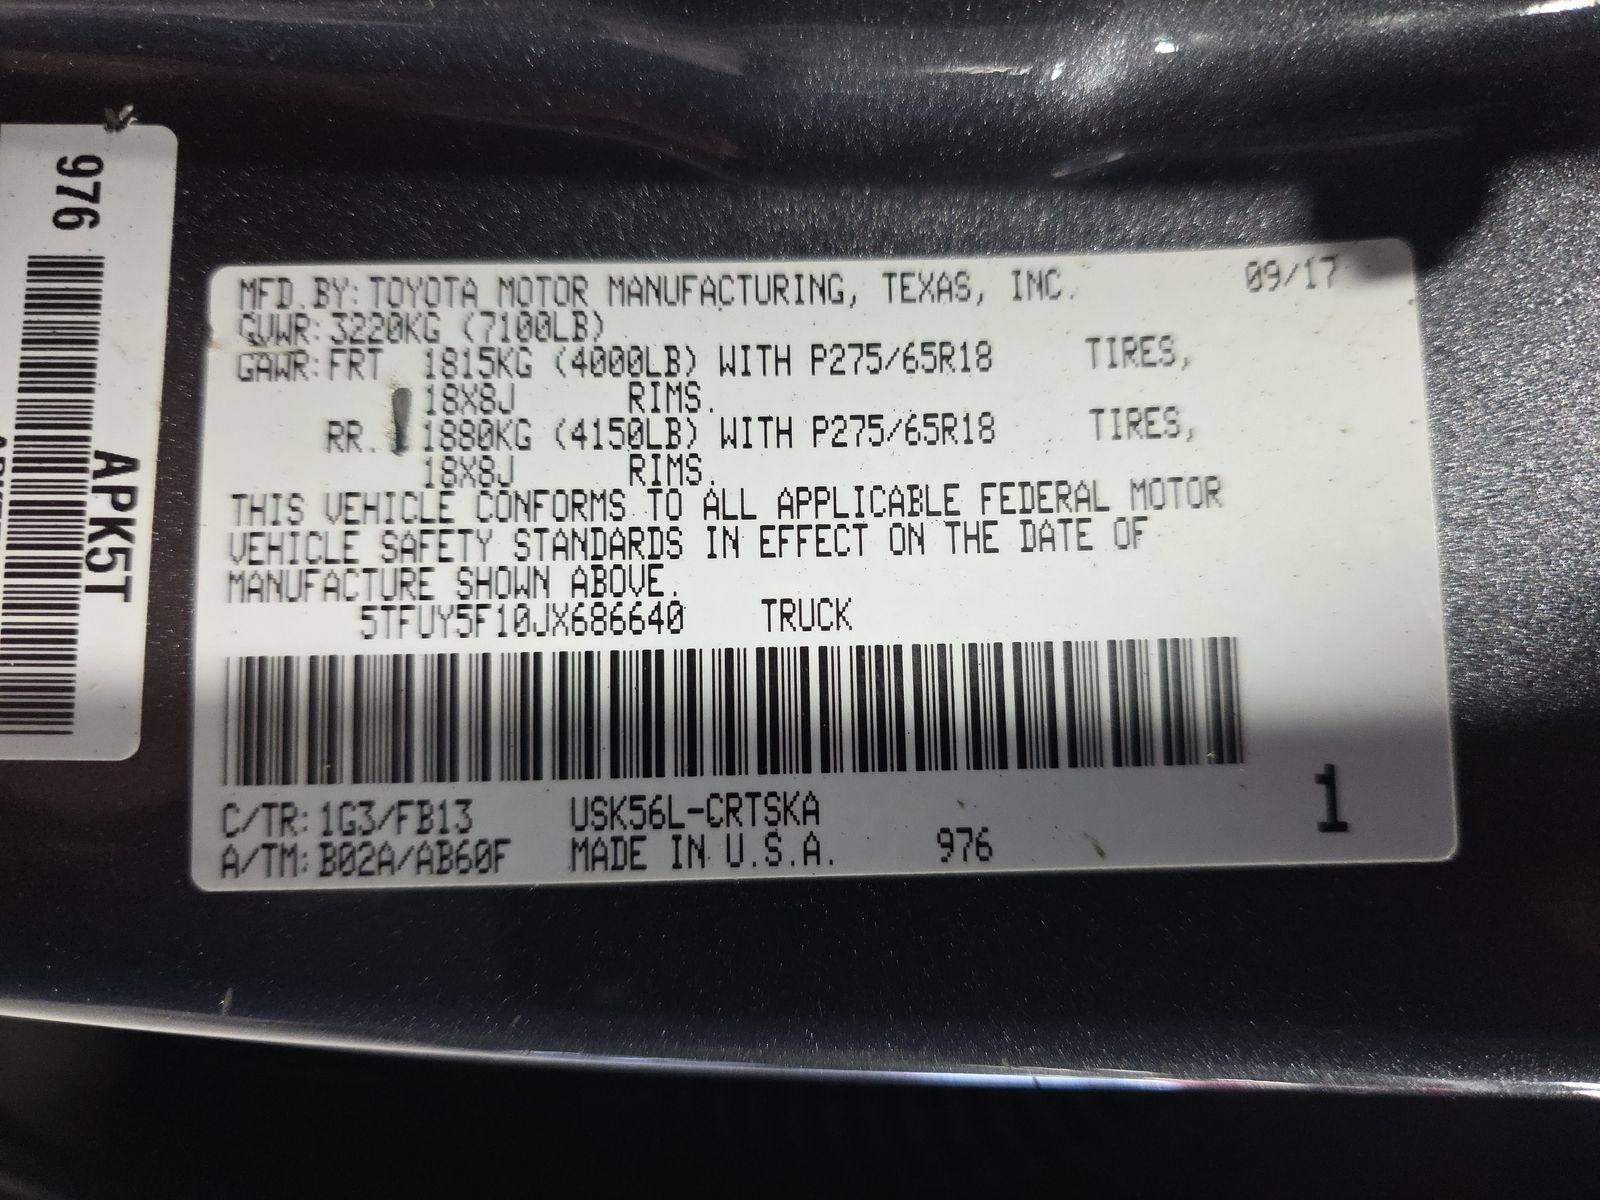 976
APK5T
MFD.BY: TOYOTA MOTOR MANUFACTURING, TEXAS, INC. 09/17
GVWR: 3220KG (7100LB)
GAWR: FRT 1815KG (4000LB) WITH P275/65R18 TIRES,
18X8J RIMS.
RR. 1880KG (4150LB) WITH P275/65R18 TIRES,
18X8J RIMS.
THIS VEHICLE CONFORMS TO ALL APPLICABLE FEDERAL MOTOR
VEHICLE SAFETY STANDARDS IN EFFECT ON THE DATE OF
MANUFACTURE SHOWN ABOVE.
5TFUY5F10JX686640 TRUCK
C/TR: 1G3/FB13 USK56L-CRTSKA
A/TM: B02A/AB60F MADE IN U.S.A. 976
1